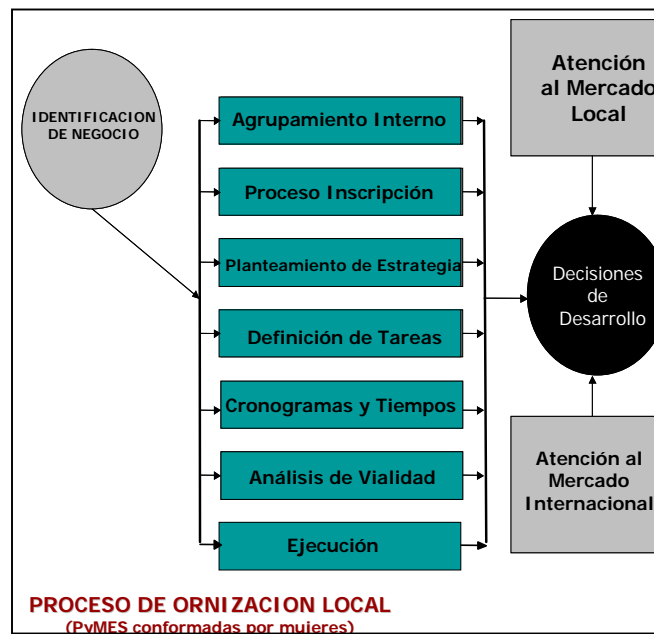 IDENTIFICACION
DE NEGOCIO
Agrupamiento Interno
Proceso Inscripción
Planteamiento de Estrategia
Definición de Tareas
Cronogramas y Tiempos
Análisis de Vialidad
Ejecución
Atención
al Mercado
Local
Decisiones
de
Desarrollo
Atención al
Mercado
Internacional
PROCESO DE ORNIZACION LOCAL
(PyMES conformadas por mujeres)